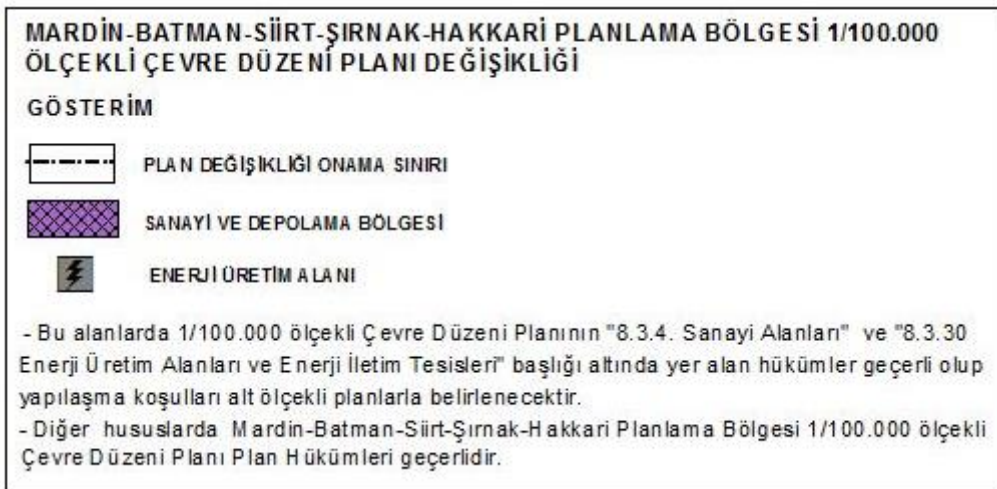 MARDİN-BATMAN-SİİRT-ŞIRNAK-HAKKARİ PLANLAMA BÖLGESİ 1/100.000
ÖLÇEKLİ ÇEVRE DÜZENİ PLANI DEĞİŞİKLİĞİ
GÖSTERİM
PLAN DEĞİŞİKLİĞİ ONAMA SINIRI
SANAYİ VE DEPOLAMA BÖLGESİ
ENERJİ ÜRETİM ALANI
- Bu alanlarda 1/100.000 ölçekli Çevre Düzeni Planının "8.3.4. Sanayi Alanları" ve "8.3.30
Enerji Üretim Alanları ve Enerji İletim Tesisleri" başlığı altında yer alan hükümler geçerli olup
yapılaşma koşulları alt ölçekli planlarla belirlenecektir.
- Diğer hususlarda Mardin-Batman-Siirt-Şırnak-Hakkari Planlama Bölgesi 1/100.000 ölçekli
Çevre Düzeni Planı Plan Hükümleri geçerlidir.